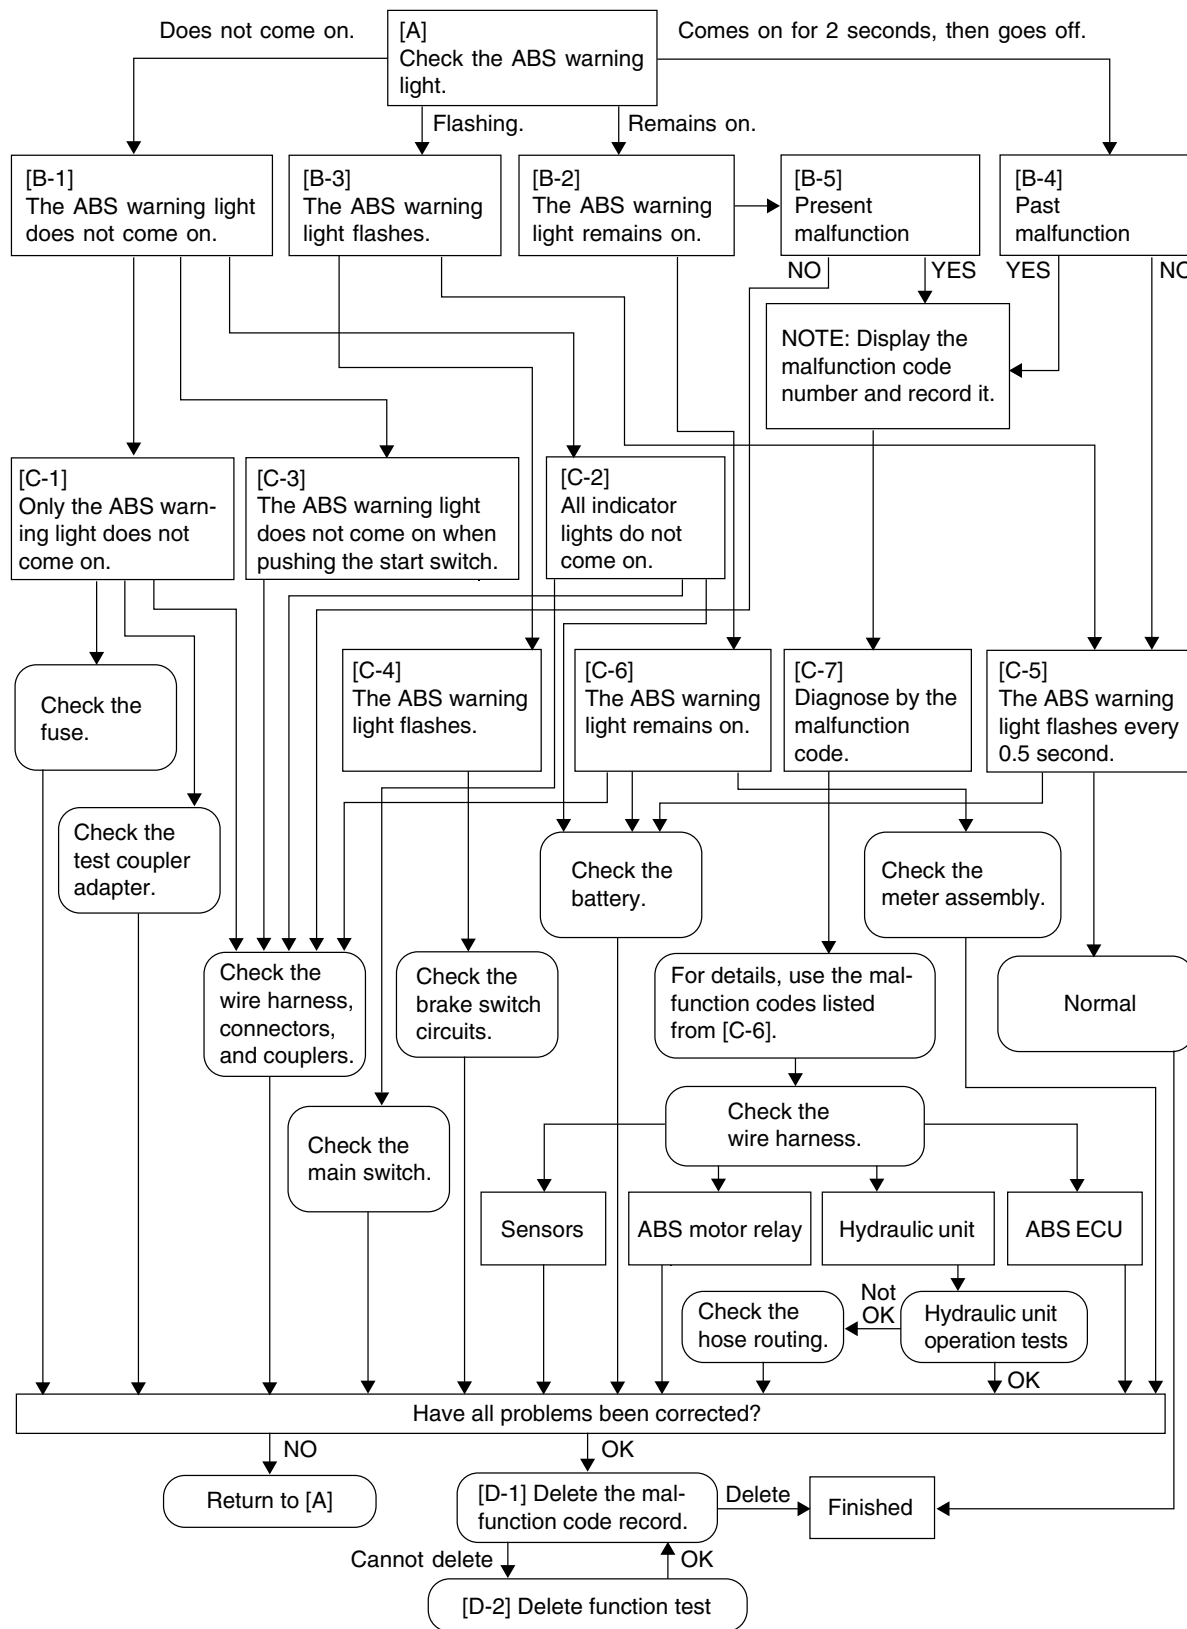 Does not come on.
[A]
Check the ABS warning
light.
Comes on for 2 seconds, then goes off.
Flashing.
Remains on.
[B-1]
The ABS warning light
does not come on.
[B-3]
The ABS warning
light flashes.
[B-2]
The ABS warning
light remains on.
[B-5]
Present
malfunction
[B-4]
Past
malfunction
NO
YES
YES
NO
NOTE: Display the
malfunction code
number and record it.
[C-1]
Only the ABS warn-
ing light does not
come on.
[C-3]
The ABS warning light
does not come on when
pushing the start switch.
[C-2]
All indicator
lights do not
come on.
[C-4]
The ABS warning
light flashes.
[C-6]
The ABS warning
light remains on.
[C-7]
Diagnose by the
malfunction
code.
[C-5]
The ABS warning
light flashes every
0.5 second.
Check the
fuse.
Check the
test coupler
adapter.
Check the
battery.
Check the
meter assembly.
Check the
wire harness,
connectors,
and couplers.
Check the
brake switch
circuits.
For details, use the mal-
function codes listed
from [C-6].
Normal
Check the
main switch.
Check the
wire harness.
Sensors
ABS motor relay
Hydraulic unit
ABS ECU
Check the
hose routing.
Not
OK
Hydraulic unit
operation tests
OK
Have all problems been corrected?
NO
OK
Return to [A]
[D-1] Delete the mal-
function code record.
Delete
Finished
Cannot delete
OK
[D-2] Delete function test